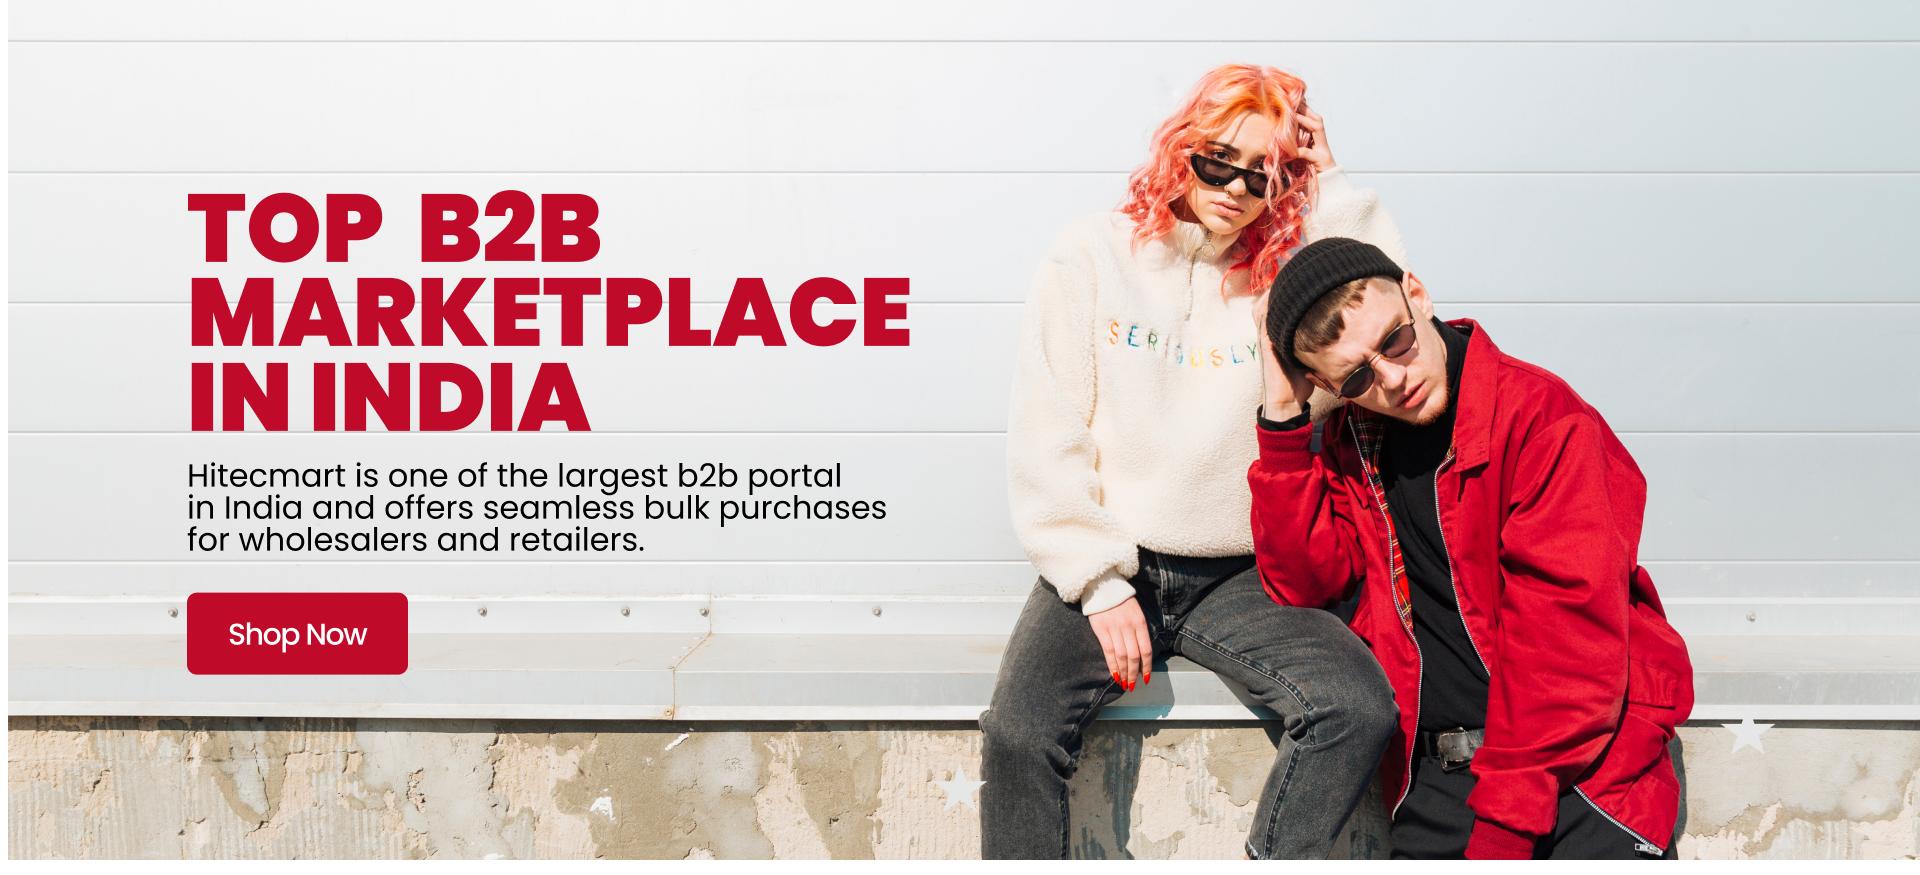 TOP B2B
MARKETPLACE
IN INDIA
Hitecmart is one of the largest b2b portal
in India and offers seamless bulk purchases
for wholesalers and retailers.
Shop Now
SERIOUSLY